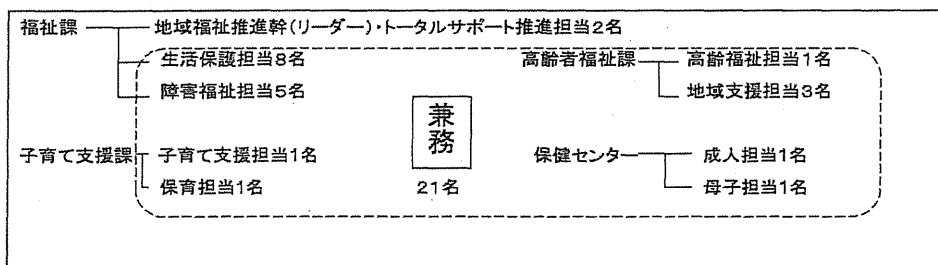 福祉課 地域福祉推進幹(リーダー)・トータルサポート推進担当2名
生活保護担当8名 高齢者福祉課 高齢福祉担当1名
障害福祉担当5名 地域支援担当3名
兼務
子育て支援課 子育て支援担当1名 保健センター 成人担当1名
保育担当1名 21名 母子担当1名